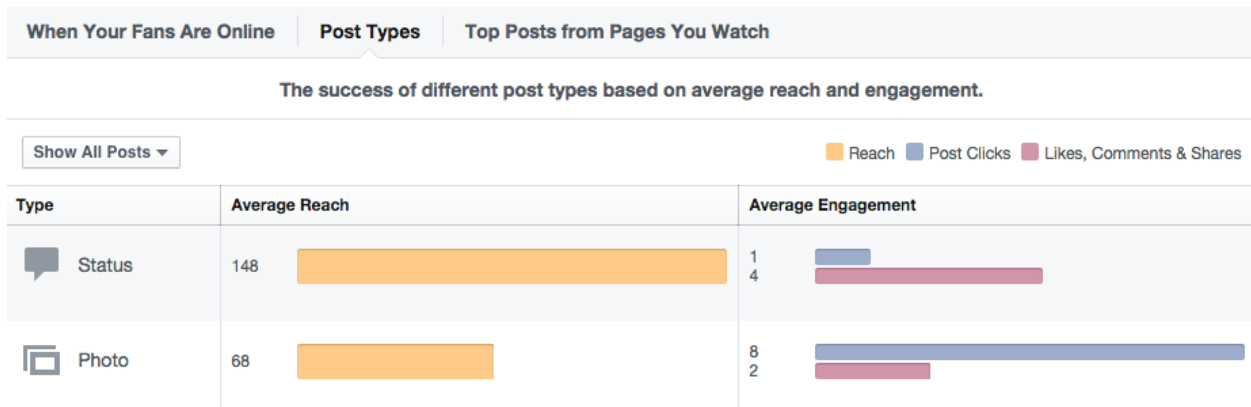 When Your Fans Are Online Post Types Top Posts from Pages You Watch
The success of different post types based on average reach and engagement.
Show All Posts Reach Post Clicks Likes, Comments & Shares
Type Average Reach Average Engagement
Status 148 1
4
Photo 68 8
2